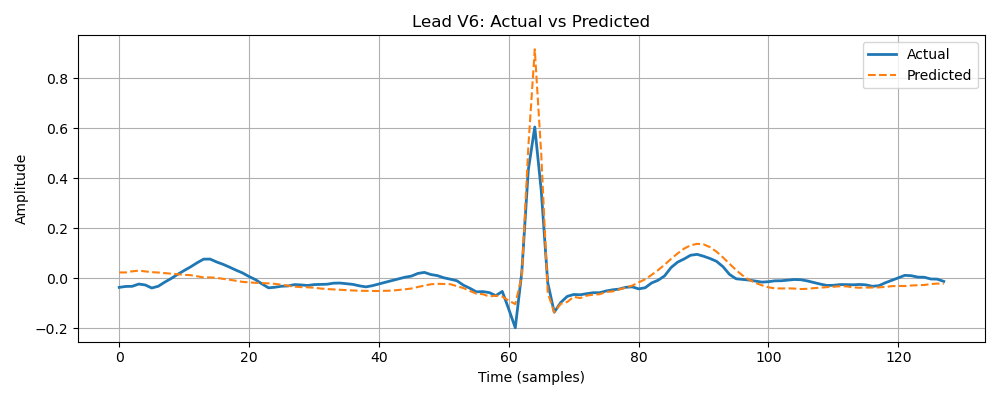 Lead V6: Actual vs Predicted
Actual
Predicted
Amplitude
0.8
0.6
0.4
0.2
0.0
−0.2
0 20 40 60 80 100 120
Time (samples)